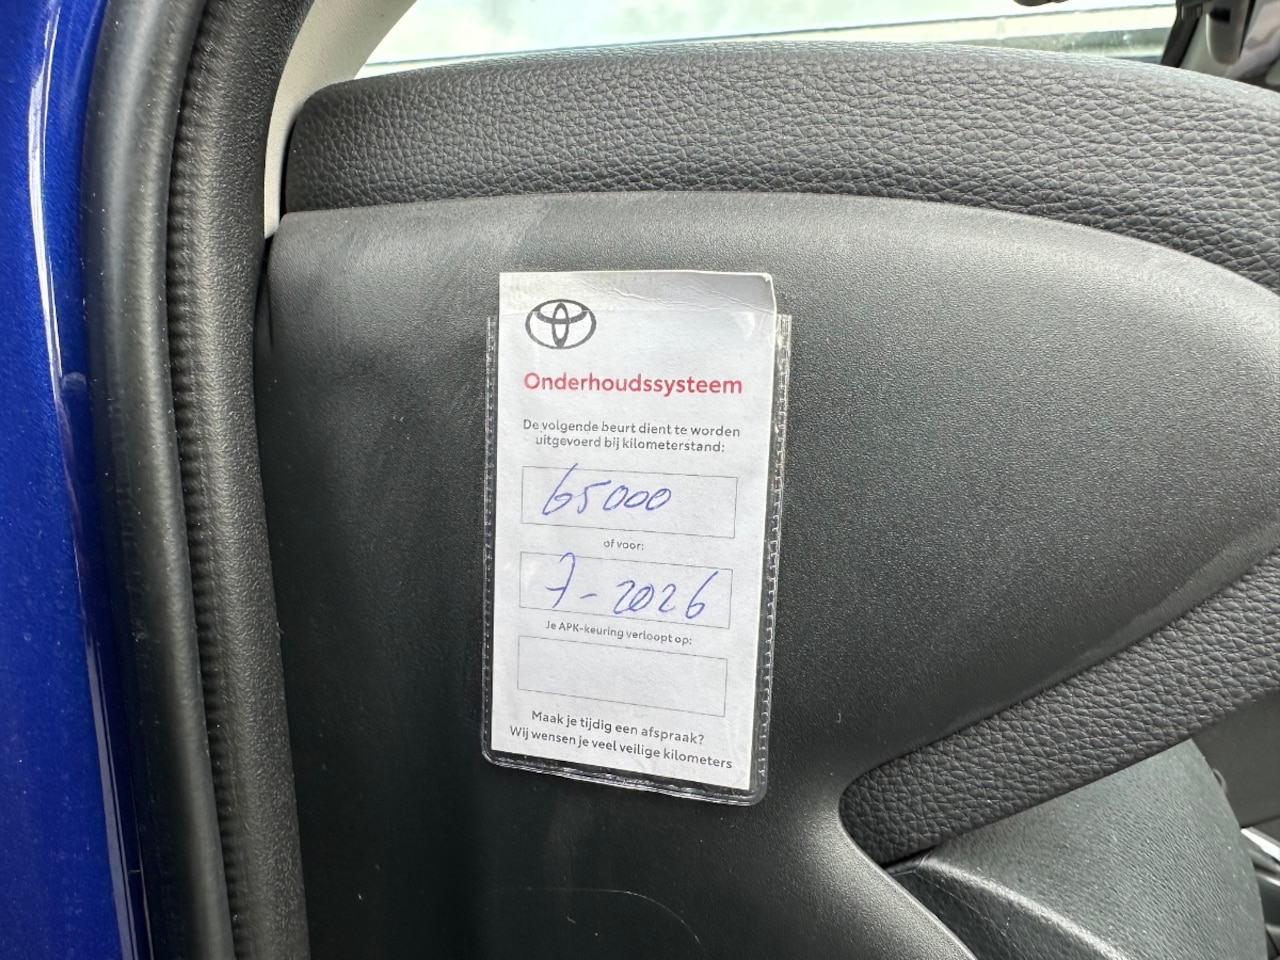 Onderhoudssysteem
De volgende beurt dient te worden
uitgevoerd bij kilometerstand:
65000
of voor:
7-2026
Je APK-keuring verloopt op:
Maak je tijdig een afspraak?
Wij wensen je veel veilige kilometers